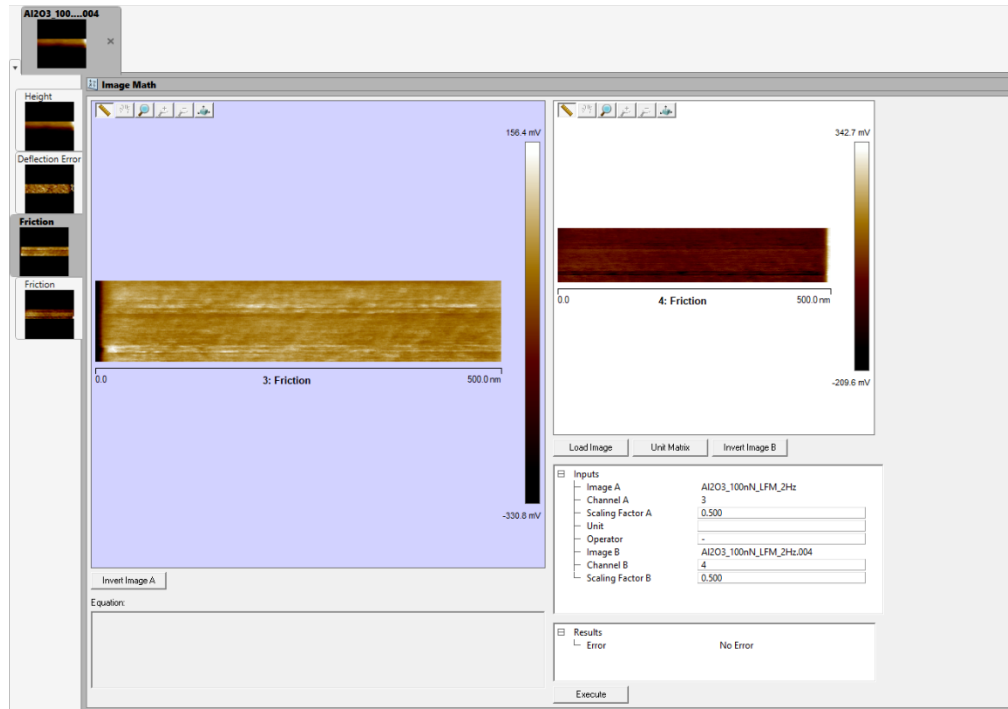 Al2O3_100....004
Image Math
Height
Deflection Error
Friction
Friction
156.4 mV
-330.8 mV
0.0
3: Friction
500.0 nm
342.7 mV
-209.6 mV
0.0
4: Friction
500.0 nm
Load Image Unit Matrix Invert Image B
Inputs
Image A Al2O3_100nN_LFM_2Hz
Channel A 3
Scaling Factor A 0.500
Unit
Operator -
Image B Al2O3_100nN_LFM_2Hz.004
Channel B 4
Scaling Factor B 0.500
Invert Image A
Equation:
Results
Error No Error
Execute